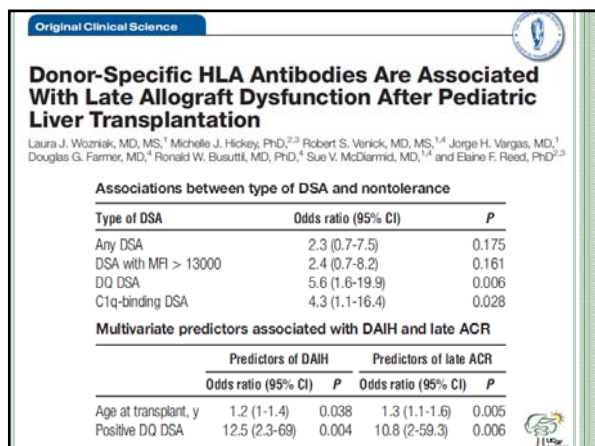 Original Clinical Science
Donor-Specific HLA Antibodies Are Associated
With Late Allograft Dysfunction After Pediatric
Liver Transplantation
Laura J. Wozniak, MD, MS,1 Michelle J. Hickey, PhD,2,3 Robert S. Venick, MD, MS,1,4 Jorge H. Vargas, MD,1
Douglas G. Farmer, MD,4 Ronald W. Busuttil, MD, PhD,4 Sue V. McDiarmid, MD,1,4 and Elaine F. Reed, PhD2,3
Associations between type of DSA and nontolerance
Type of DSA Odds ratio (95% CI) P
Any DSA 2.3 (0.7-7.5) 0.175
DSA with MFI > 13000 2.4 (0.7-8.2) 0.161
DQ DSA 5.6 (1.6-19.9) 0.006
C1q-binding DSA 4.3 (1.1-16.4) 0.028
Multivariate predictors associated with DAIH and late ACR
Predictors of DAIH Predictors of late ACR
Odds ratio (95% CI) P Odds ratio (95% CI) P
Age at transplant, y 1.2 (1-1.4) 0.038 1.3 (1.1-1.6) 0.005
Positive DQ DSA 12.5 (2.3-69) 0.004 10.8 (2-59.3) 0.006